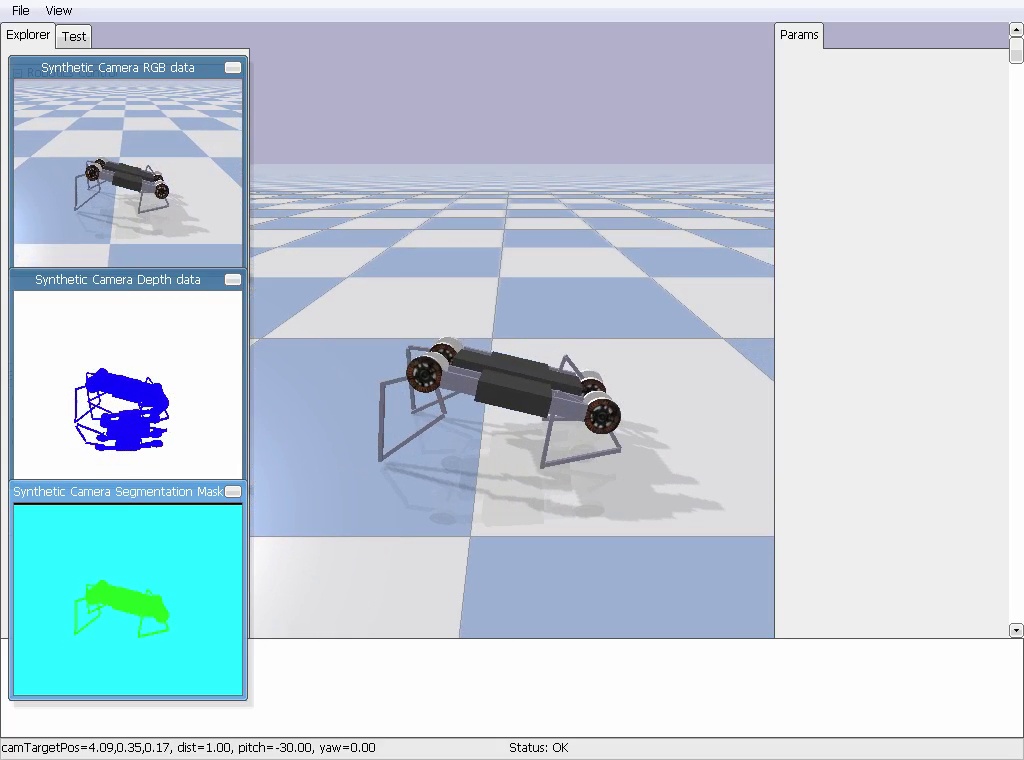 File View
Explorer Test
Params
Synthetic Camera RGB data
Synthetic Camera Depth data
Synthetic Camera Segmentation Mask
camTargetPos=4.09,0.35,0.17, dist=1.00, pitch=-30.00, yaw=0.00 Status: OK